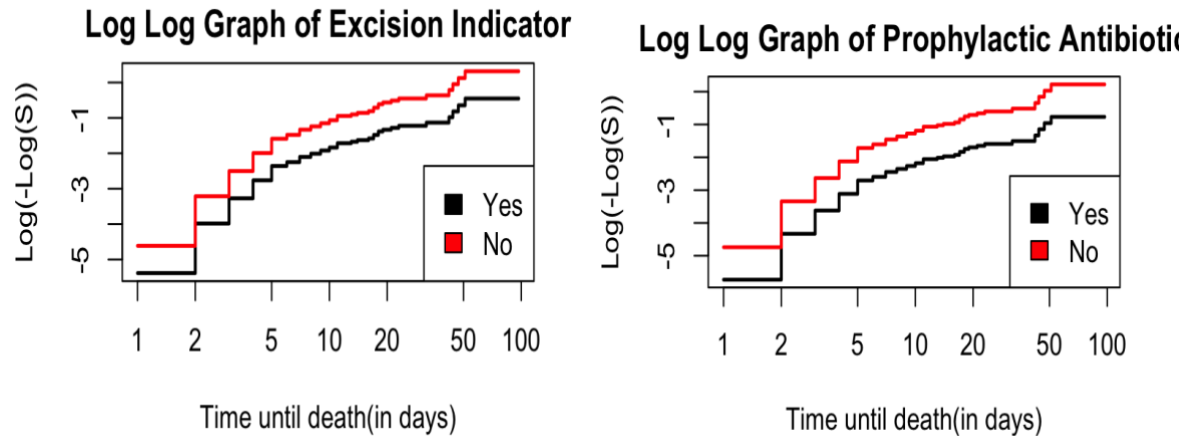 Log Log Graph of Excision Indicator
Log(-Log(S))
-1
-3
-5
Yes
No
1 2 5 10 20 50 100
Time until death(in days)
Log Log Graph of Prophylactic Antibiotic
Log(-Log(S))
-1
-3
-5
Yes
No
1 2 5 10 20 50 100
Time until death(in days)